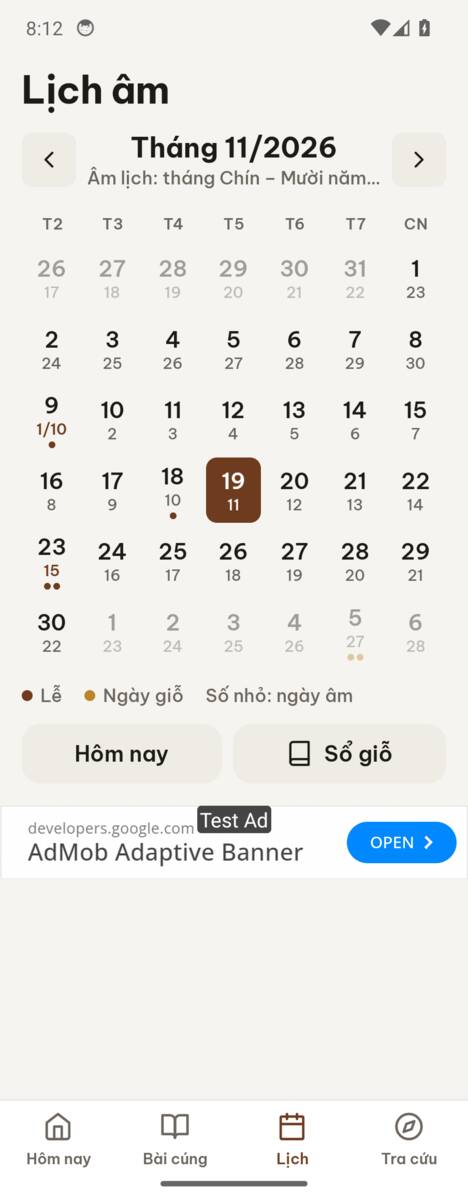 8:12
Lịch âm
Tháng 11/2026
Âm lịch: tháng Chín – Mười năm...
T2 T3 T4 T5 T6 T7 CN
26 27 28 29 30 31 1
17 18 19 20 21 22 23
2 3 4 5 6 7 8
24 25 26 27 28 29 30
9 10 11 12 13 14 15
1/10 2 3 4 5 6 7
16 17 18 19 20 21 22
8 9 10 11 12 13 14
23 24 25 26 27 28 29
15 16 17 18 19 20 21
30 1 2 3 4 5 6
22 23 24 25 26 27 28
Lễ Ngày giỗ Số nhỏ: ngày âm
Hôm nay Sổ giỗ
Test Ad
developers.google.com
AdMob Adaptive Banner
OPEN
Hôm nay Bài cúng Lịch Tra cứu